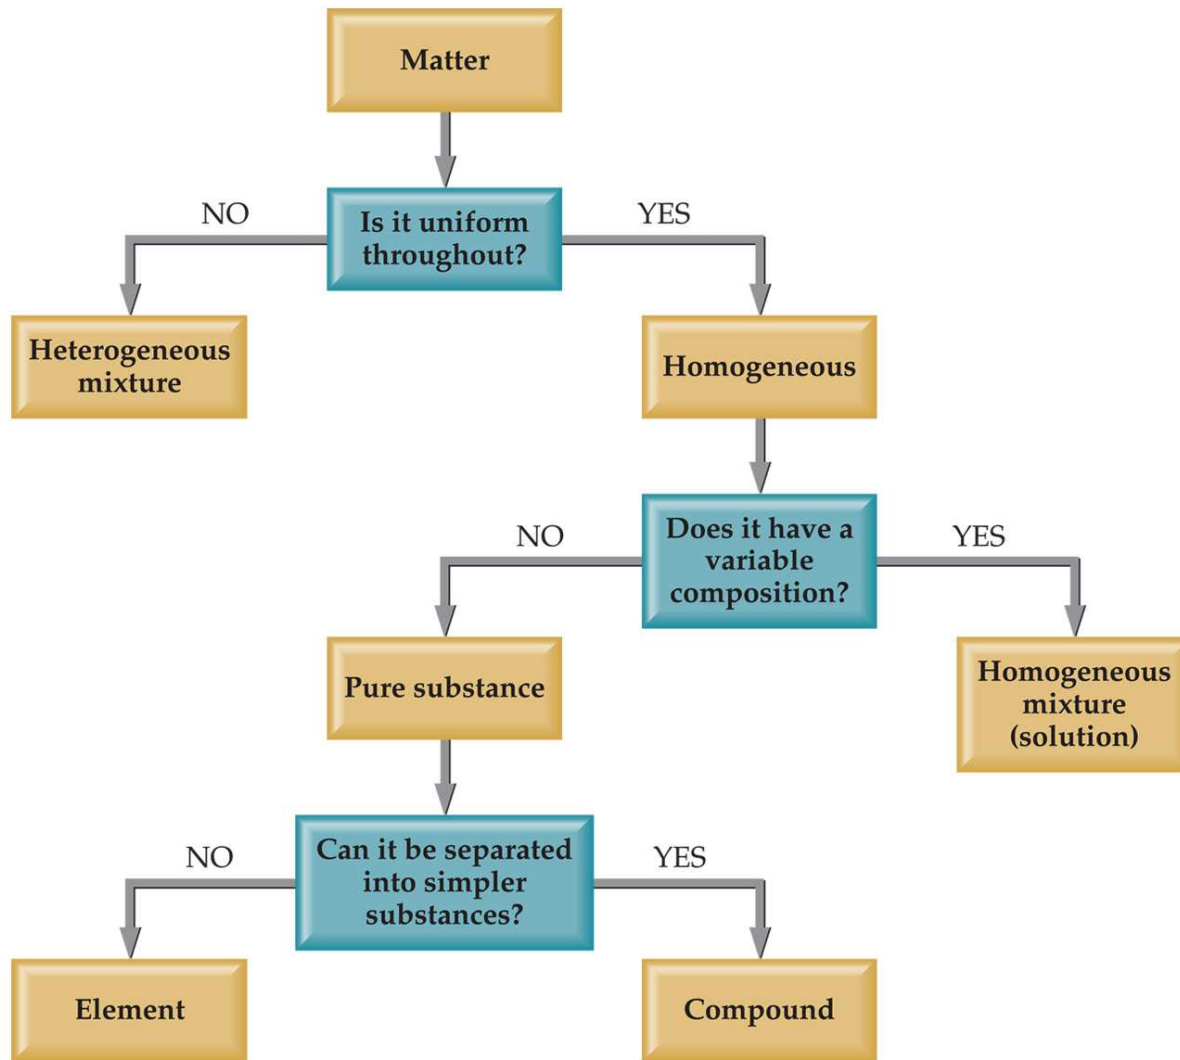 Matter
NO
Is it uniform
throughout?
YES
Heterogeneous
mixture
Homogeneous
NO
Does it have a
variable
composition?
YES
Pure substance
Homogeneous
mixture
(solution)
NO
Can it be separated
into simpler
substances?
YES
Element
Compound